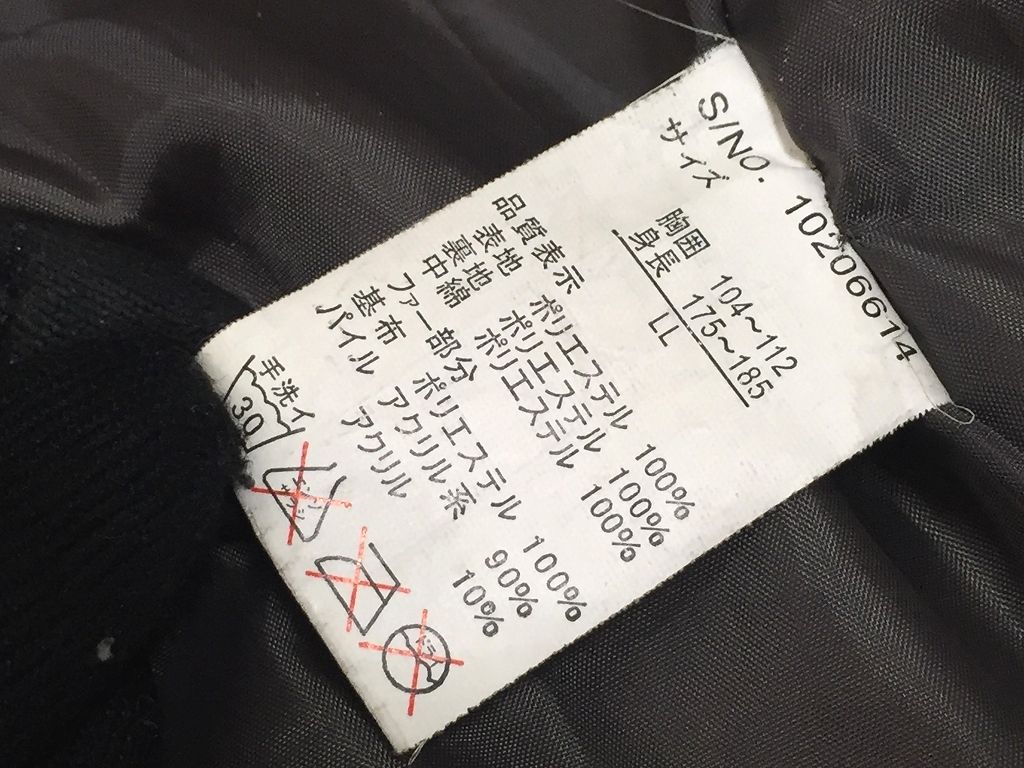 S/NO. 10206614
サイズ
胸囲 104~112
身長 175~185
LL
品質表示
表地 ポリエステル 100%
裏地 ポリエステル 100%
中綿 ポリエステル 100%
ファー部分
基布 ポリエステル 100%
パイル アクリル系 90%
アクリル 10%
手洗イ
30
ドライ